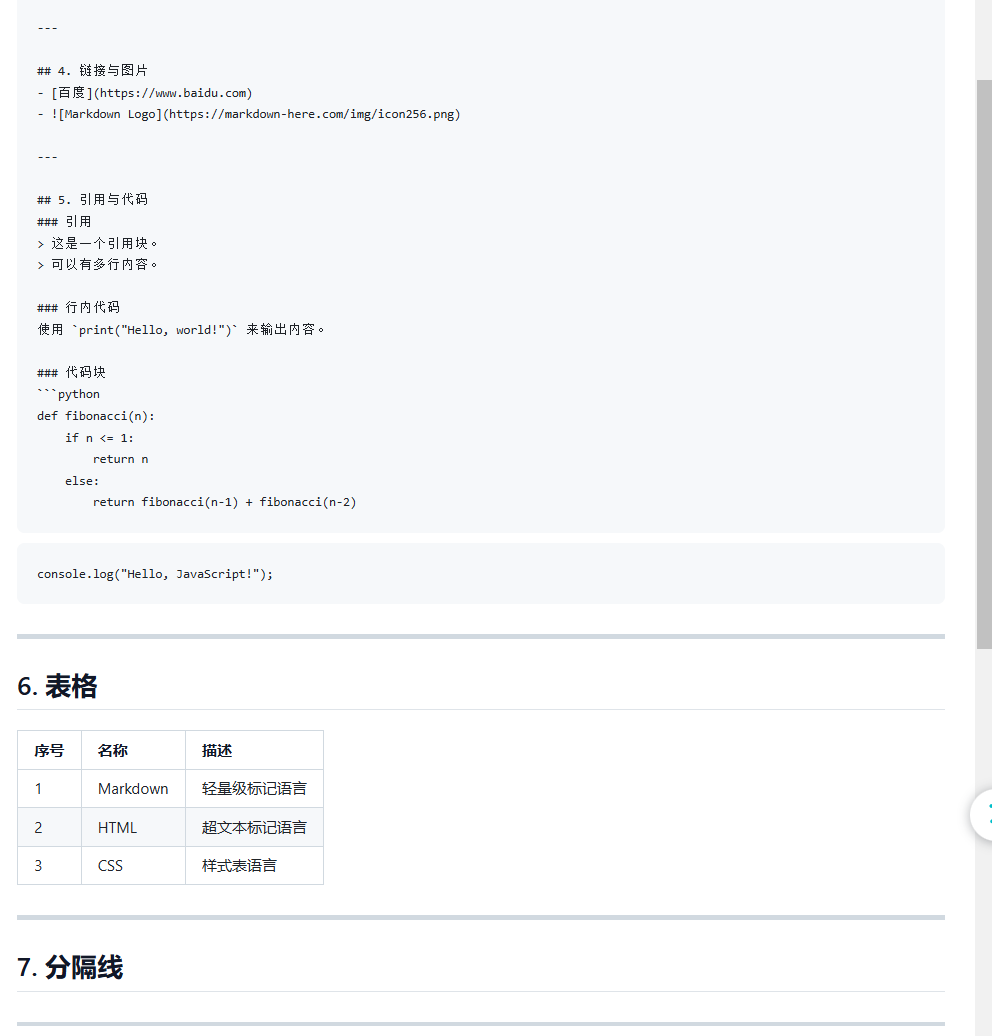 ---
## 4. 链接与图片
- [百度](https://www.baidu.com)
- ![Markdown Logo](https://markdown-here.com/img/icon256.png)
---
## 5. 引用与代码
### 引用
> 这是一个引用块。
> 可以有多行内容。
### 行内代码
使用 `print("Hello, world!")` 来输出内容。
### 代码块
```python
def fibonacci(n):
    if n <= 1:
        return n
    else:
        return fibonacci(n-1) + fibonacci(n-2)
console.log("Hello, JavaScript!");
6. 表格
序号 名称 描述
1 Markdown 轻量级标记语言
2 HTML 超文本标记语言
3 CSS 样式表语言
7. 分隔线